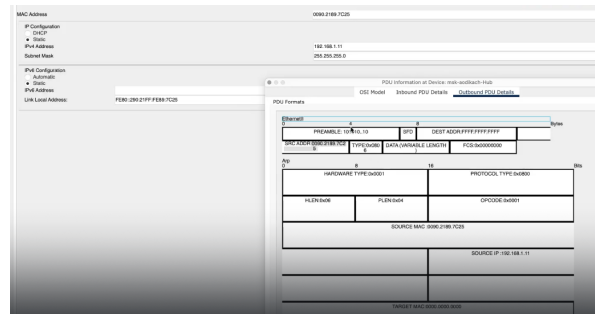 MAC Address 0090.2189.7C25
IP Configuration
DHCP
Static
IPv4 Address 192.168.1.11
Subnet Mask 255.255.255.0
IPv6 Configuration
Automatic
Static
IPv6 Address
Link Local Address: FE80::290:21FF:FE89:7C25
PDU Information at Device: msk-aodikach-Hub
OSI Model Inbound PDU Details Outbound PDU Details
PDU Formats
EthernetII
0 4 8 Bytes
PREAMBLE: 101010..10 SFD DEST ADDR:FFFF.FFFF.FFFF
SRC ADDR:0090.2189.7C2 TYPE:0x080 DATA (VARIABLE LENGTH FCS:0x00000000
5 6 )
Arp
0 8 16 Bits
HARDWARE TYPE:0x0001 PROTOCOL TYPE:0x0800
HLEN:0x06 PLEN:0x04 OPCODE:0x0001
SOURCE MAC :0090.2189.7C25
SOURCE IP :192.168.1.11
TARGET MAC:0000.0000.0000